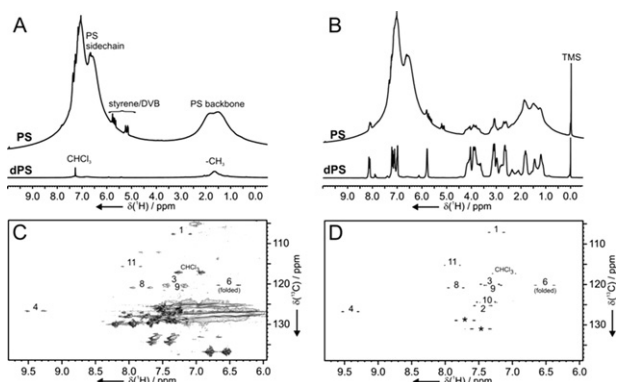 A
PS
sidechain
styrene/DVB
PS backbone
PS
CHCl₃
-CH₃
dPS
9.0 8.0 7.0 6.0 5.0 4.0 3.0 2.0 1.0 0.0
δ(¹H) / ppm
B
TMS
PS
dPS
9.0 8.0 7.0 6.0 5.0 4.0 3.0 2.0 1.0 0.0
δ(¹H) / ppm
C
1
11
CHCl₃
3
8
9
6
(folded)
4
110
120
130
δ(¹³C) / ppm
9.5 9.0 8.5 8.0 7.5 7.0 6.5 6.0
δ(¹H) / ppm
D
1
11
CHCl₃
3
8
9
6
(folded)
10
2
4
*
*
110
120
130
δ(¹³C) / ppm
9.5 9.0 8.5 8.0 7.5 7.0 6.5
δ(¹H) / ppm